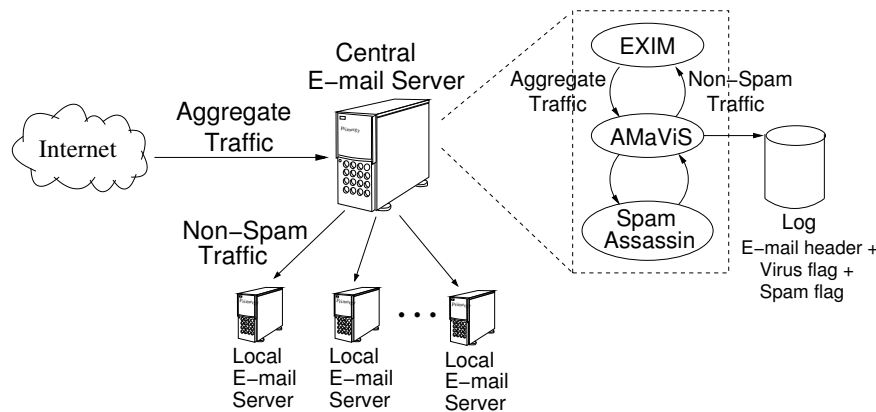 Central
E−mail Server
Aggregate
Traffic
Internet
Non−Spam
Traffic
Local
E−mail
Server
Local
E−mail
Server
Local
E−mail
Server
EXIM
Aggregate
Traffic
Non−Spam
Traffic
AMaViS
Spam
Assassin
Log
E−mail header +
Virus flag +
Spam flag